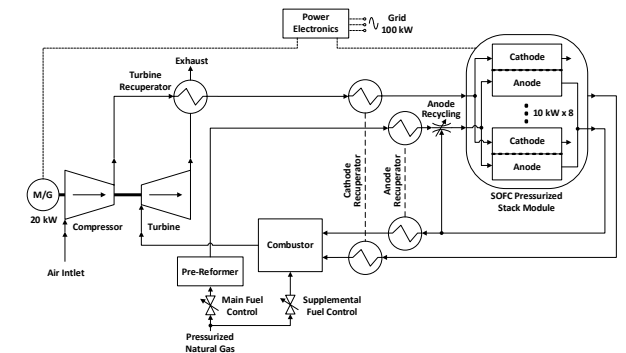 Power
Electronics
Grid
100 kW
Exhaust
Turbine
Recuperator
Cathode
Anode
10 kW x 8
Cathode
Anode
SOFC Pressurized
Stack Module
Anode
Recycling
Cathode
Recuperator
Anode
Recuperator
M/G
20 kW
Compressor
Turbine
Air Intlet
Combustor
Pre-Reformer
Main Fuel
Control
Supplemental
Fuel Control
Pressurized
Natural Gas